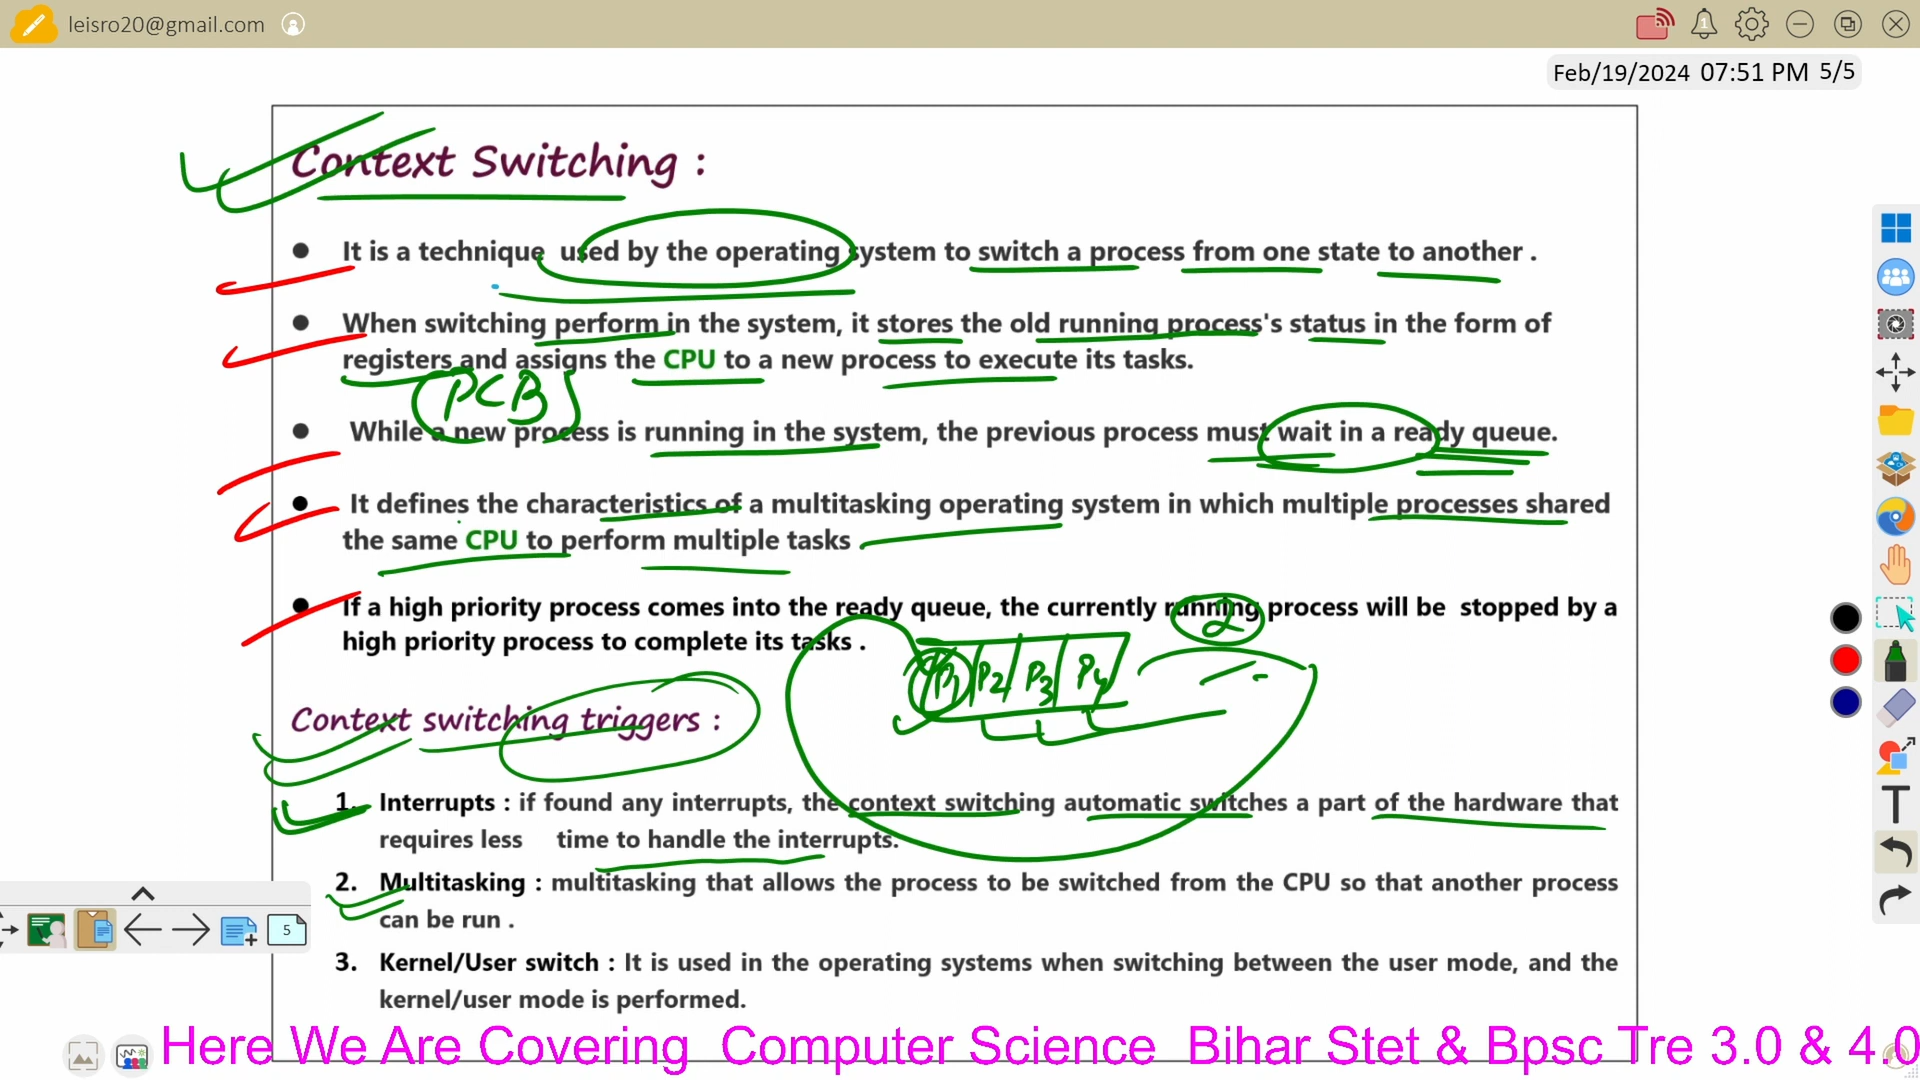 leisro20@gmail.com
1
Feb/19/2024 07:51 PM 5/5
Context Switching :
It is a technique used by the operating system to switch a process from one state to another .
When switching perform in the system, it stores the old running process's status in the form of
registers and assigns the CPU to a new process to execute its tasks.
PCB
While a new process is running in the system, the previous process must wait in a ready queue.
It defines the characteristics of a multitasking operating system in which multiple processes shared
the same CPU to perform multiple tasks
If a high priority process comes into the ready queue, the currently running process will be stopped by a
high priority process to complete its tasks .
2
P1 P2 P3 P4
Context switching triggers :
1. Interrupts : if found any interrupts, the context switching automatic switches a part of the hardware that
requires less time to handle the interrupts.
2. Multitasking : multitasking that allows the process to be switched from the CPU so that another process
can be run .
3. Kernel/User switch : It is used in the operating systems when switching between the user mode, and the
kernel/user mode is performed.
5
T
Here We Are Covering Computer Science Bihar Stet & Bpsc Tre 3.0 & 4.0